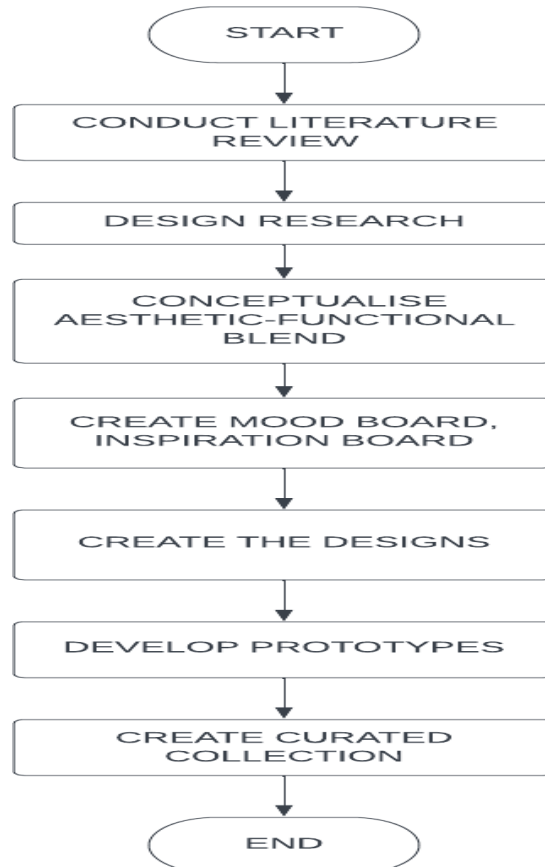 START
CONDUCT LITERATURE
REVIEW
DESIGN RESEARCH
CONCEPTUALISE
AESTHETIC-FUNCTIONAL
BLEND
CREATE MOOD BOARD,
INSPIRATION BOARD
CREATE THE DESIGNS
DEVELOP PROTOTYPES
CREATE CURATED
COLLECTION
END